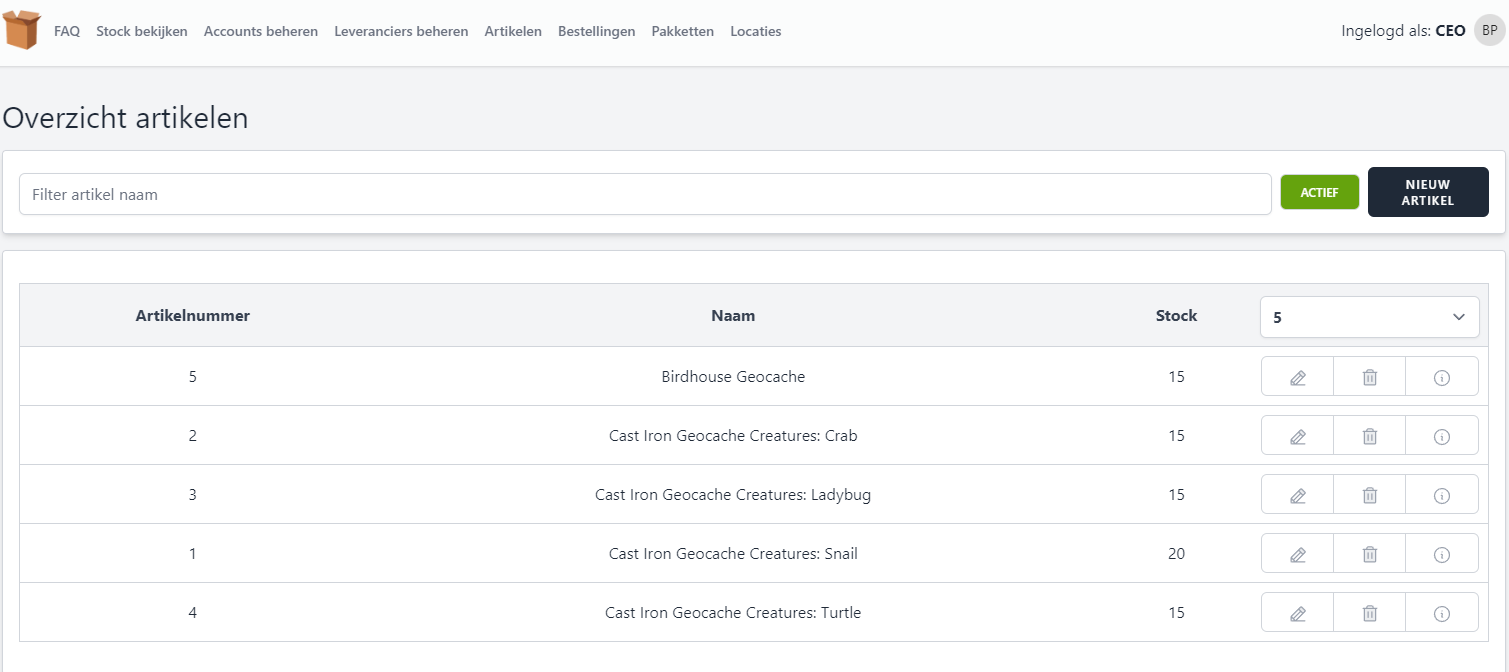 FAQ Stock bekijken Accounts beheren Leveranciers beheren Artikelen Bestellingen Pakketten Locaties Ingelogd als: CEO BP
Overzicht artikelen
Filter artikel naam ACTIEF NIEUW
ARTIKEL
Artikelnummer Naam Stock 5
5 Birdhouse Geocache 15
2 Cast Iron Geocache Creatures: Crab 15
3 Cast Iron Geocache Creatures: Ladybug 15
1 Cast Iron Geocache Creatures: Snail 20
4 Cast Iron Geocache Creatures: Turtle 15